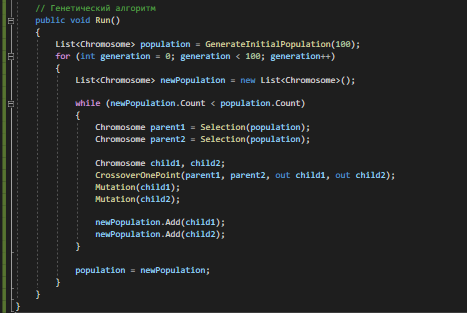 // Генетический алгоритм
public void Run()
{
List<Chromosome> population = GenerateInitialPopulation(100);
for (int generation = 0; generation < 100; generation++)
{
List<Chromosome> newPopulation = new List<Chromosome>();
while (newPopulation.Count < population.Count)
{
Chromosome parent1 = Selection(population);
Chromosome parent2 = Selection(population);
Chromosome child1, child2;
CrossoverOnePoint(parent1, parent2, out child1, out child2);
Mutation(child1);
Mutation(child2);
newPopulation.Add(child1);
newPopulation.Add(child2);
}
population = newPopulation;
}
}
}